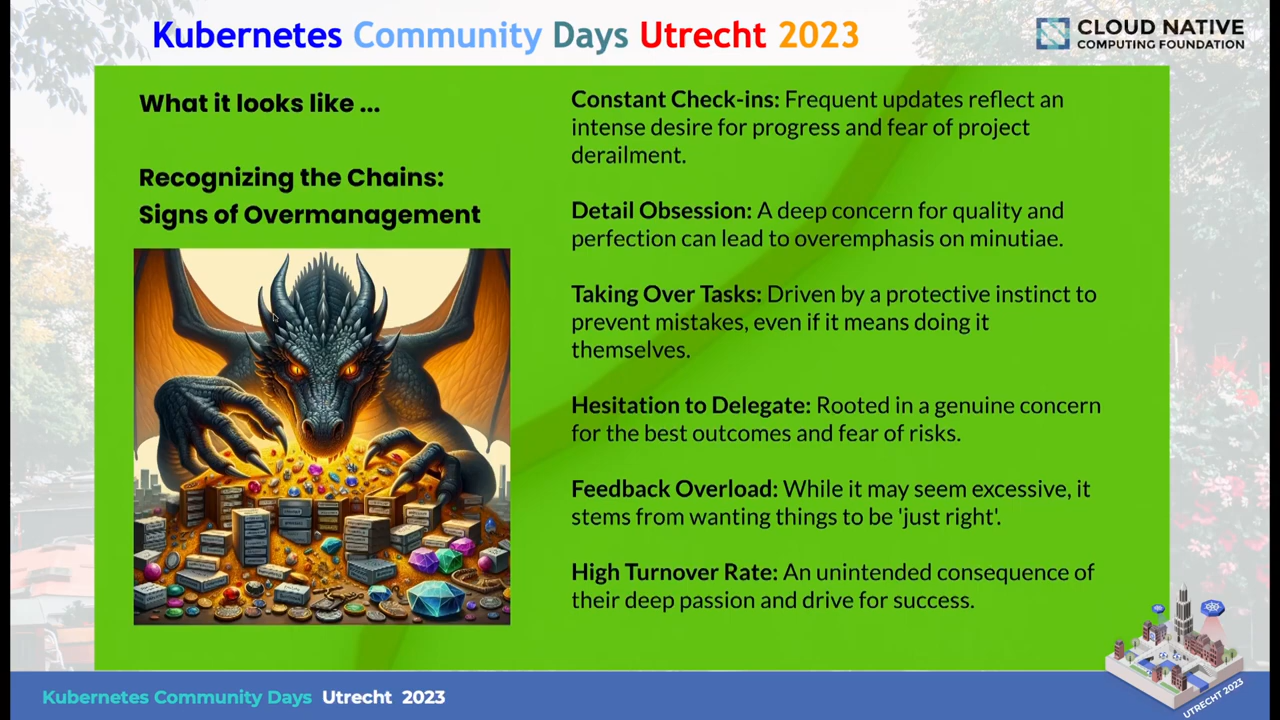 Kubernetes Community Days Utrecht 2023
CLOUD NATIVE
COMPUTING FOUNDATION
What it looks like ...
Recognizing the Chains:
Signs of Overmanagement
Constant Check-ins: Frequent updates reflect an
intense desire for progress and fear of project
derailment.
Detail Obsession: A deep concern for quality and
perfection can lead to overemphasis on minutiae.
Taking Over Tasks: Driven by a protective instinct to
prevent mistakes, even if it means doing it
themselves.
Hesitation to Delegate: Rooted in a genuine concern
for the best outcomes and fear of risks.
Feedback Overload: While it may seem excessive, it
stems from wanting things to be 'just right'.
High Turnover Rate: An unintended consequence of
their deep passion and drive for success.
Kubernetes Community Days Utrecht 2023
UTRECHT 2023